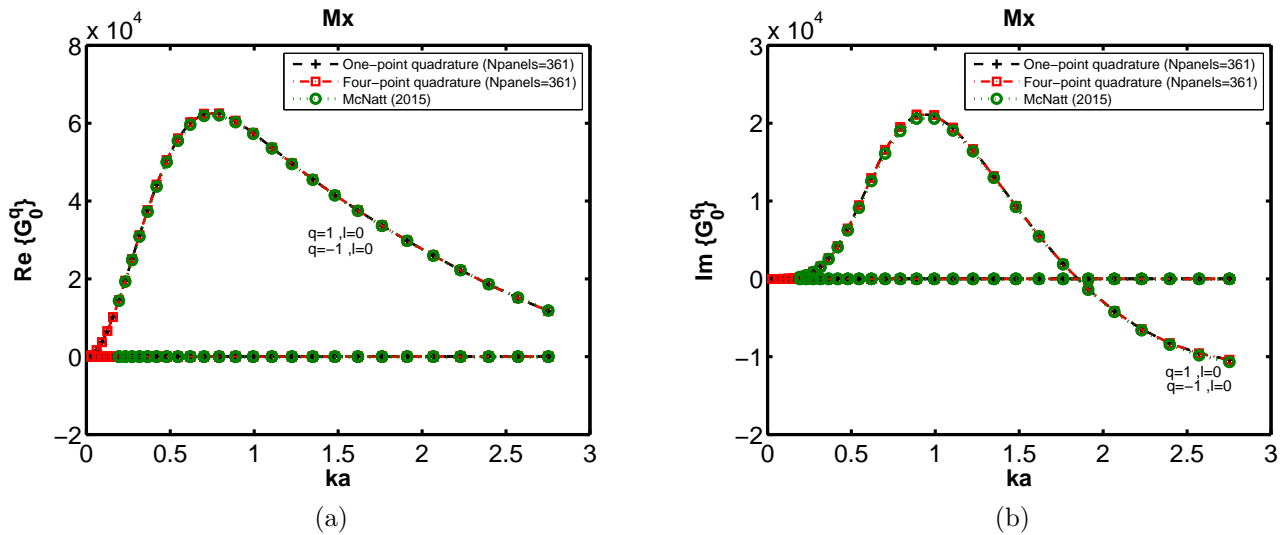 Mx
x 10^4
8
6
4
2
0
−2
Re {G_0^q}
One−point quadrature (Npanels=361)
Four−point quadrature (Npanels=361)
McNatt (2015)
q=1 ,l=0
q=−1 ,l=0
0 0.5 1 1.5 2 2.5 3
ka
(a)
Mx
x 10^4
3
2
1
0
−1
−2
Im {G_0^q}
One−point quadrature (Npanels=361)
Four−point quadrature (Npanels=361)
McNatt (2015)
q=1 ,l=0
q=−1 ,l=0
0 0.5 1 1.5 2 2.5 3
ka
(b)